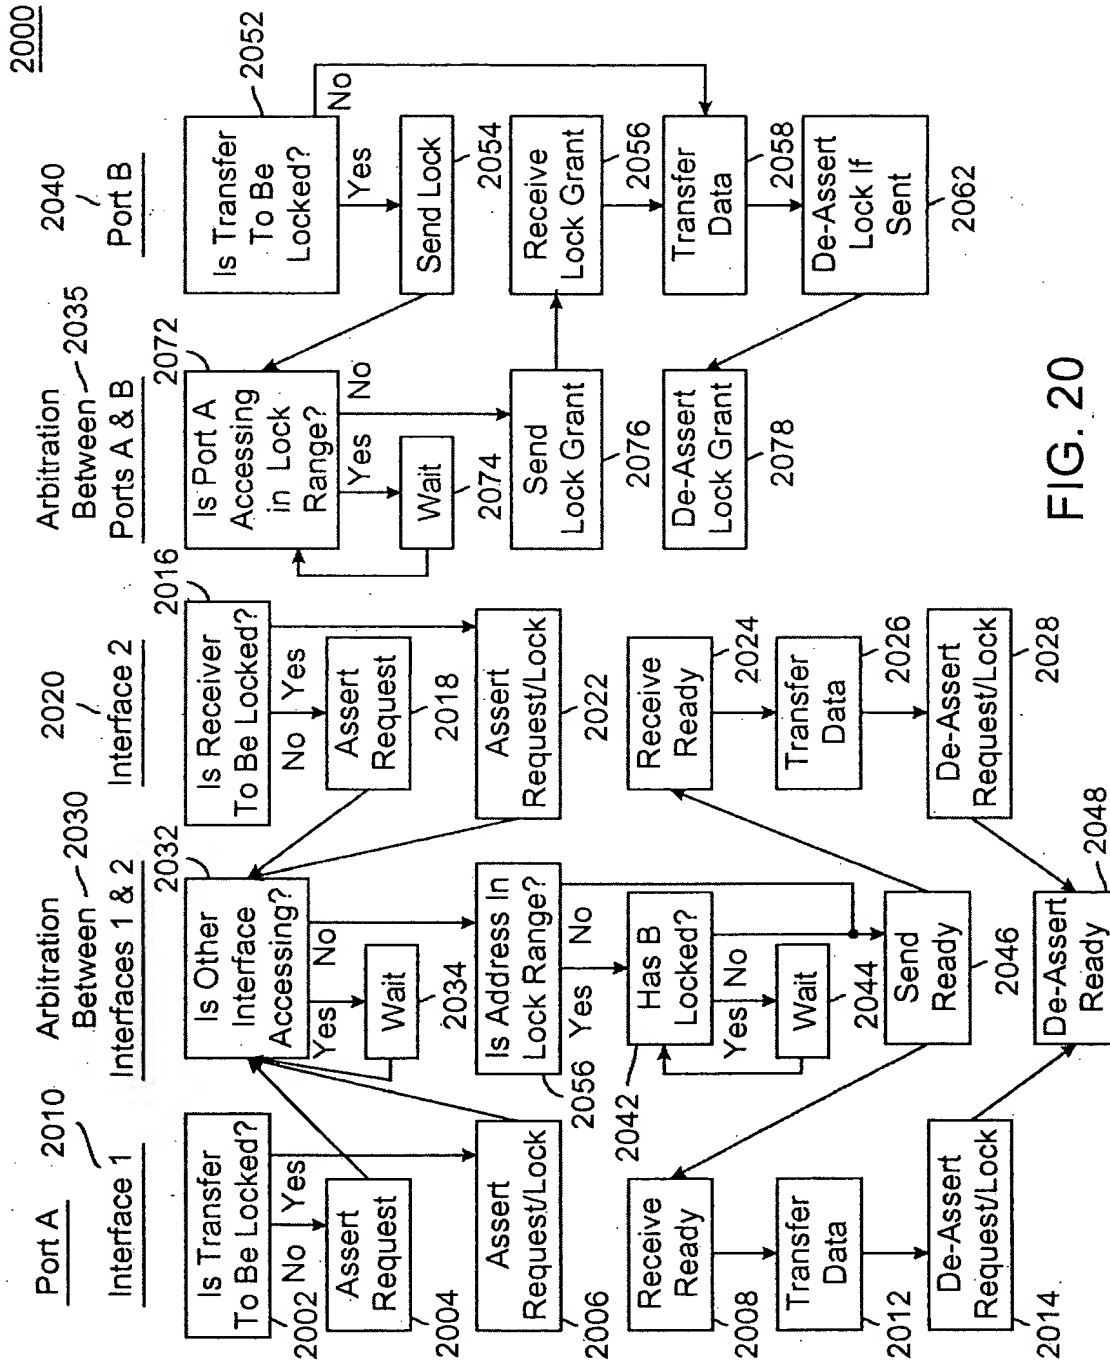 2000
Port A
Interface 1
2010
Is Transfer
To Be Locked?
2002
No
Yes
Assert
Request
2004
Assert
Request/Lock
2006
Receive
Ready
2008
Transfer
Data
2012
De-Assert
Request/Lock
2014
Arbitration
Between
Interfaces 1 & 2
2030
Is Other
Interface
Accessing?
2032
Yes
No
Wait
2034
Is Address In
Lock Range?
2056
Yes
No
Has B
Locked?
2042
Yes
No
Wait
2044
Send
Ready
2046
De-Assert
Ready
2048
Interface 2
2020
Is Receiver
To Be Locked?
2016
No
Yes
Assert
Request
2018
Assert
Request/Lock
2022
Receive
Ready
2024
Transfer
Data
2026
De-Assert
Request/Lock
2028
Arbitration
Between
Ports A & B
2035
Is Port A
Accessing
in Lock
Range?
2072
Yes
No
Wait
2074
Send
Lock Grant
2076
De-Assert
Lock Grant
2078
Port B
2040
Is Transfer
To Be
Locked?
2052
Yes
No
Send Lock
2054
Receive
Lock Grant
2056
Transfer
Data
2058
De-Assert
Lock If
Sent
2062
FIG. 20